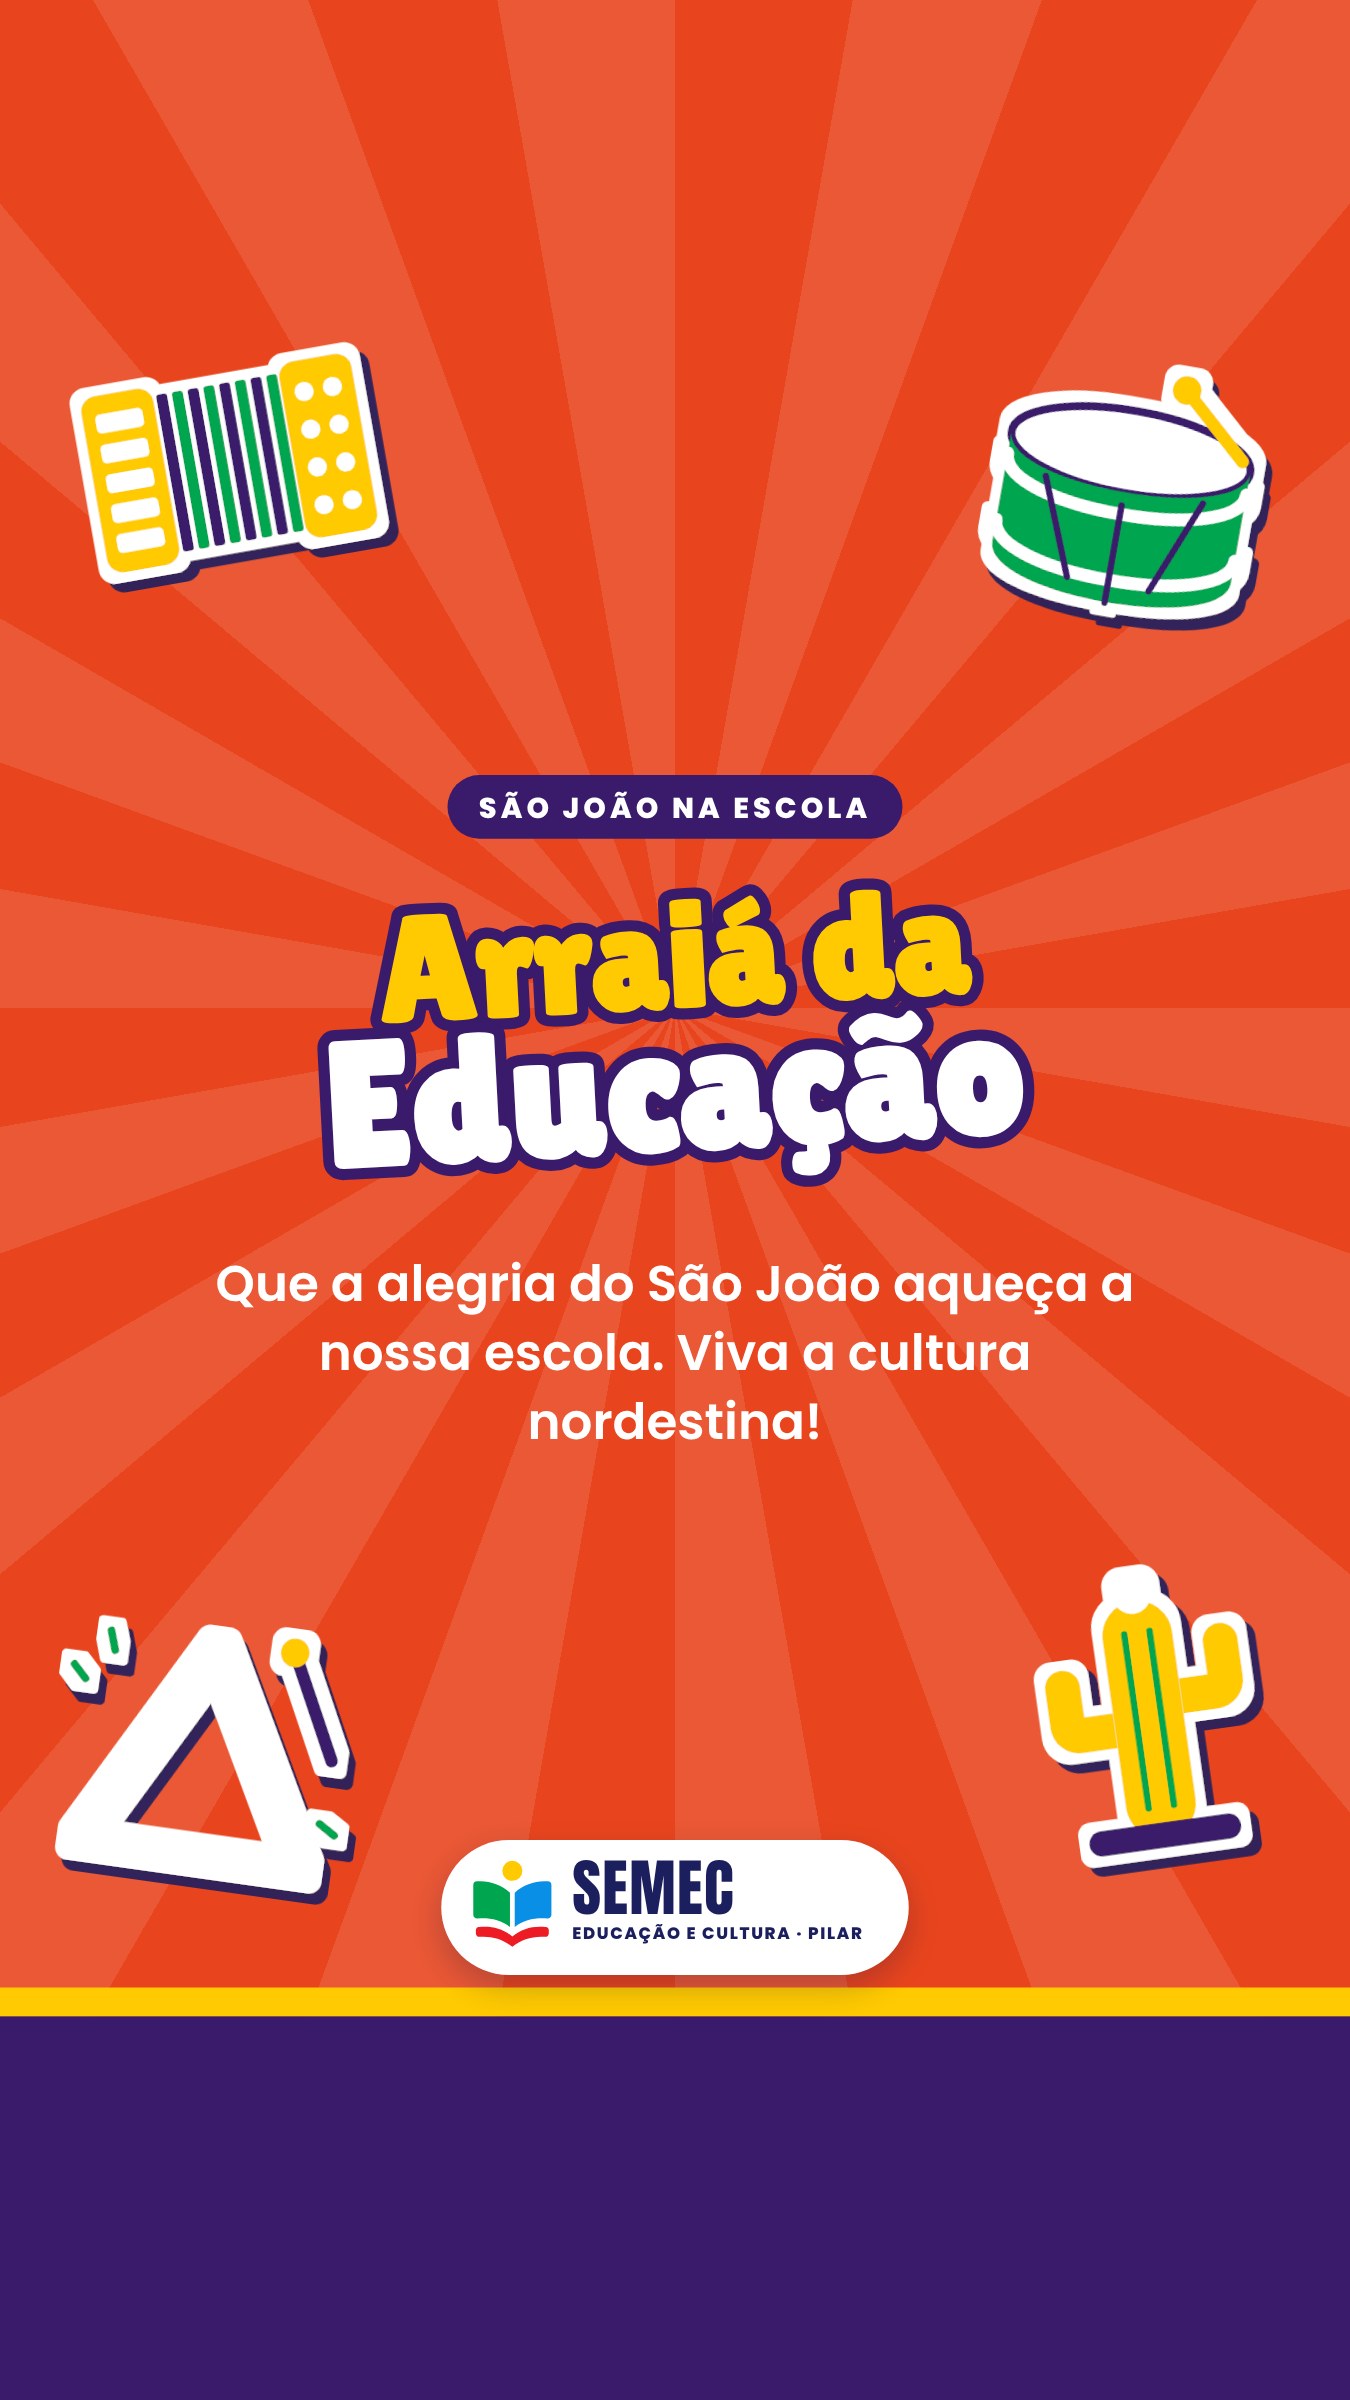 SÃO JOÃO NA ESCOLA
Arraiá da
Educação
Que a alegria do São João aqueça a
nossa escola. Viva a cultura
nordestina!
SEMEC
EDUCAÇÃO E CULTURA · PILAR